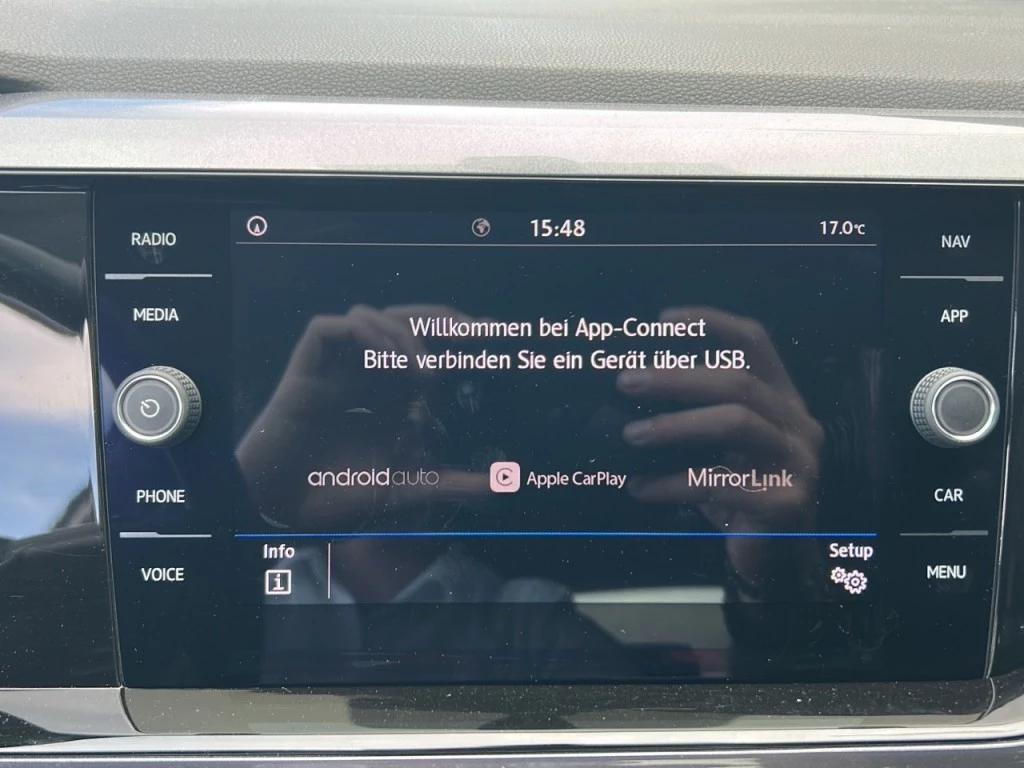 RADIO
MEDIA
PHONE
VOICE
15:48
17.0°C
Willkommen bei App-Connect
Bitte verbinden Sie ein Gerät über USB.
androidauto
Apple CarPlay
MirrorLink
Info
i
Setup
NAV
APP
CAR
MENU